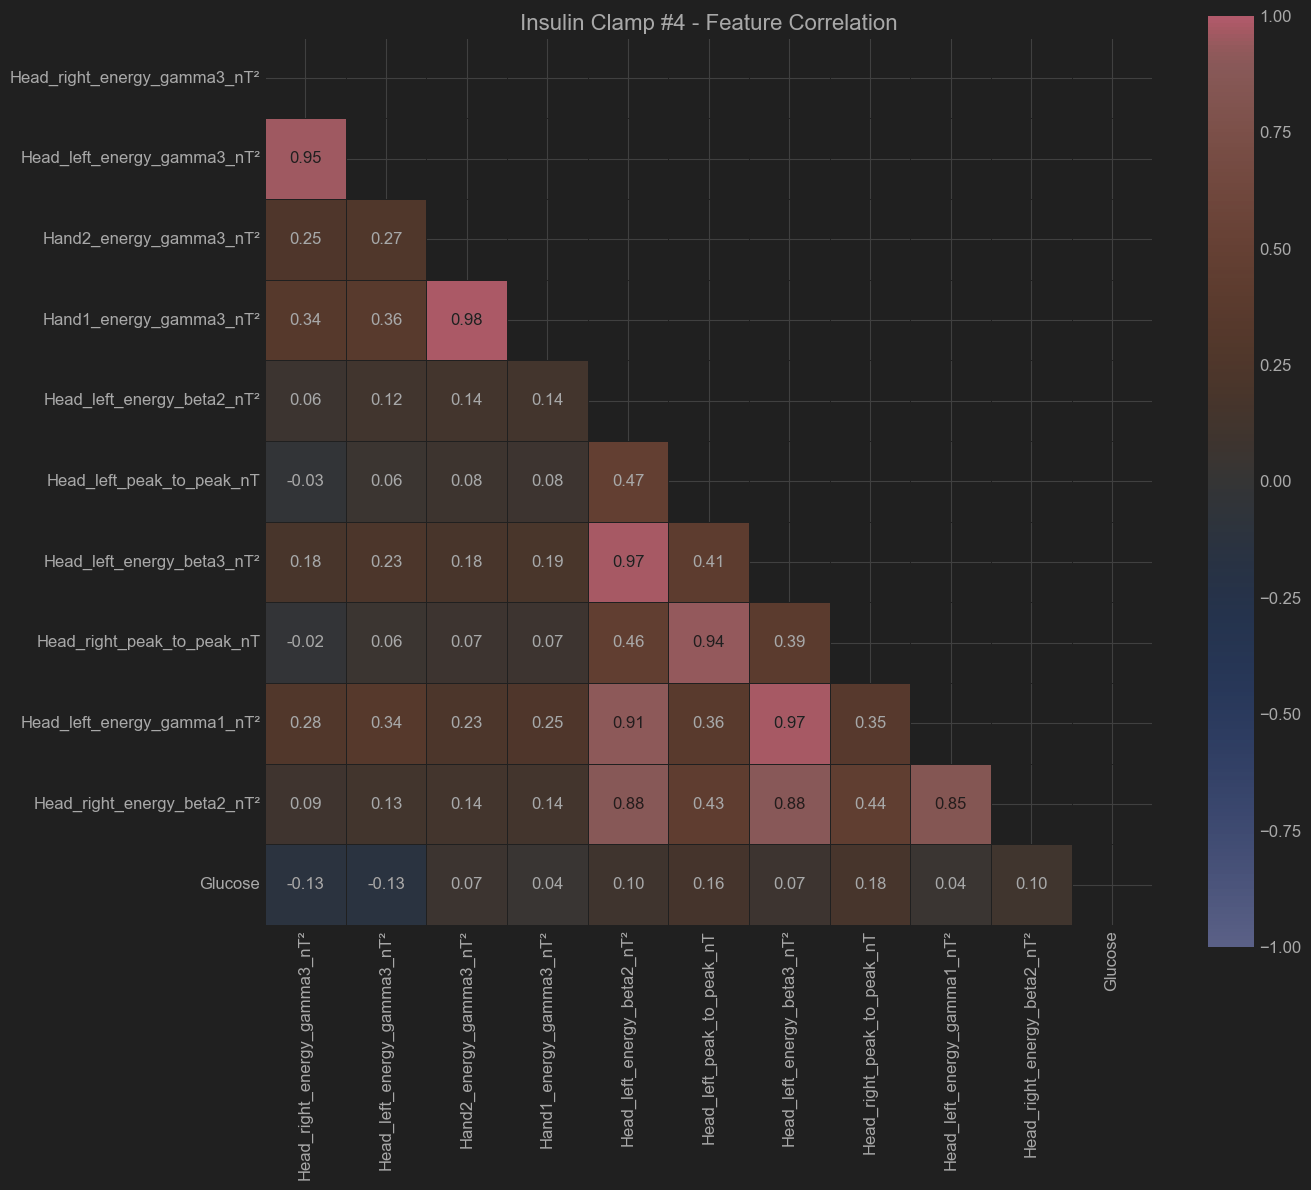 Insulin Clamp #4 - Feature Correlation
1.00
0.75
0.50
0.25
0.00
−0.25
−0.50
−0.75
−1.00
Head_right_energy_gamma3_nT²
Head_left_energy_gamma3_nT² 0.95
Hand2_energy_gamma3_nT² 0.25 0.27
Hand1_energy_gamma3_nT² 0.34 0.36 0.98
Head_left_energy_beta2_nT² 0.06 0.12 0.14 0.14
Head_left_peak_to_peak_nT -0.03 0.06 0.08 0.08 0.47
Head_left_energy_beta3_nT² 0.18 0.23 0.18 0.19 0.97 0.41
Head_right_peak_to_peak_nT -0.02 0.06 0.07 0.07 0.46 0.94 0.39
Head_left_energy_gamma1_nT² 0.28 0.34 0.23 0.25 0.91 0.36 0.97 0.35
Head_right_energy_beta2_nT² 0.09 0.13 0.14 0.14 0.88 0.43 0.88 0.44 0.85
Glucose -0.13 -0.13 0.07 0.04 0.10 0.16 0.07 0.18 0.04 0.10
Head_right_energy_gamma3_nT²
Head_left_energy_gamma3_nT²
Hand2_energy_gamma3_nT²
Hand1_energy_gamma3_nT²
Head_left_energy_beta2_nT²
Head_left_peak_to_peak_nT
Head_left_energy_beta3_nT²
Head_right_peak_to_peak_nT
Head_left_energy_gamma1_nT²
Head_right_energy_beta2_nT²
Glucose